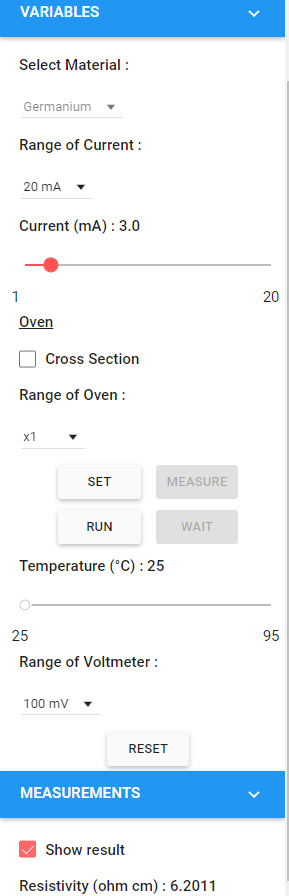 VARIABLES
Select Material :
Germanium
Range of Current :
20 mA
Current (mA) : 3.0
1 20
Oven
Cross Section
Range of Oven :
x1
SET MEASURE
RUN WAIT
Temperature (°C) : 25
25 95
Range of Voltmeter :
100 mV
RESET
MEASUREMENTS
Show result
Resistivity (ohm cm) : 6.2011